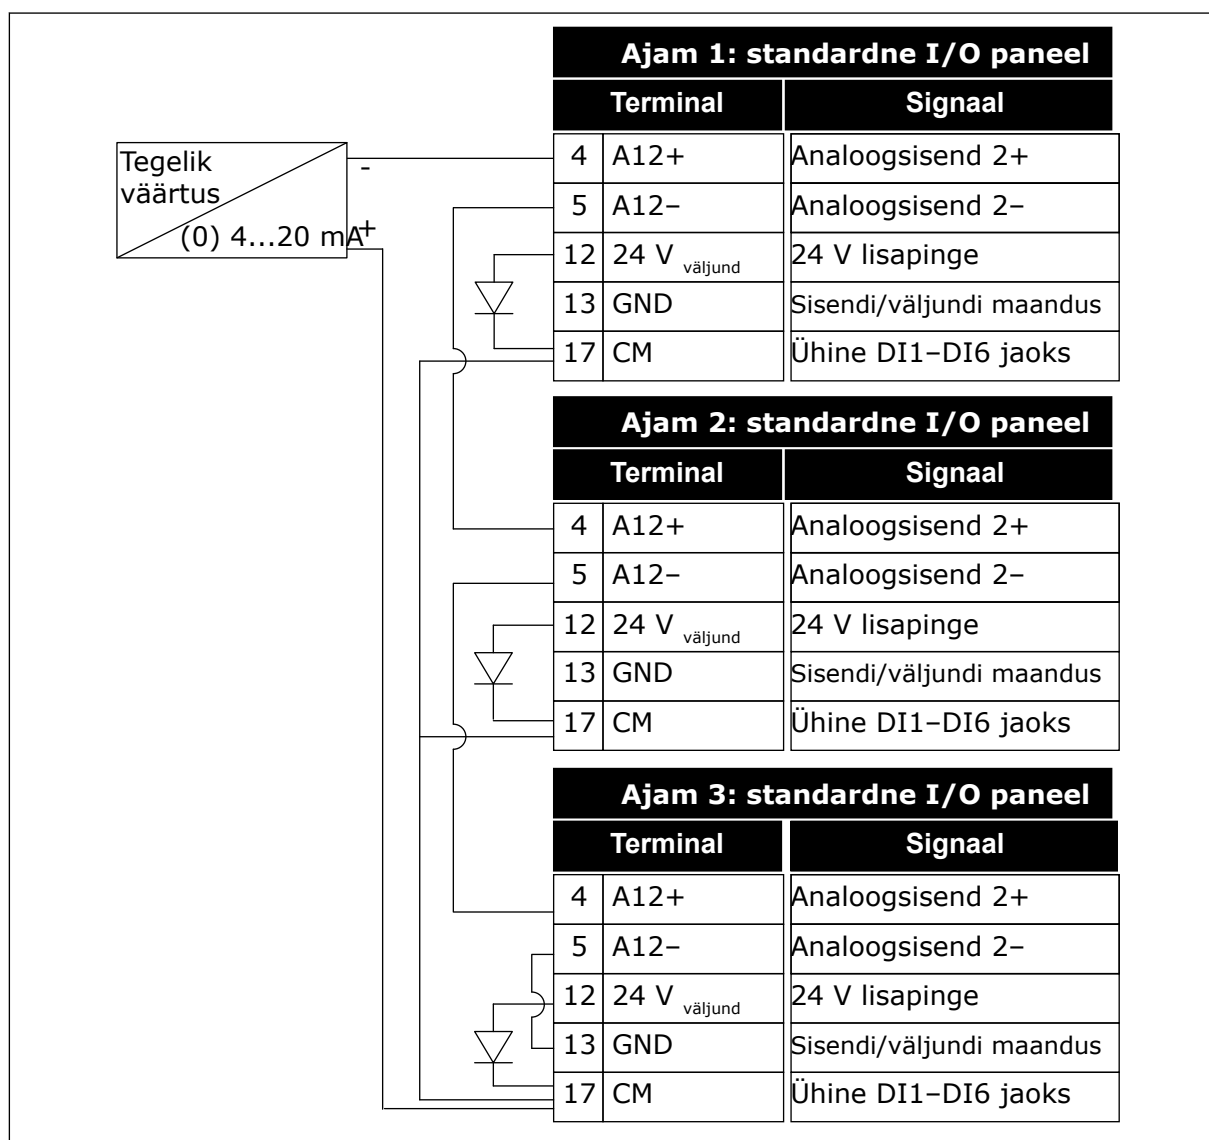 Ajam 1: standardne I/O paneel
Terminal Signaal
Tegelik
väärtus
(0) 4...20 mA
-
+
4 A12+ Analoogsisend 2+
5 A12– Analoogsisend 2–
12 24 V väljund 24 V lisapinge
13 GND Sisendi/väljundi maandus
17 CM Ühine DI1–DI6 jaoks
Ajam 2: standardne I/O paneel
Terminal Signaal
4 A12+ Analoogsisend 2+
5 A12– Analoogsisend 2–
12 24 V väljund 24 V lisapinge
13 GND Sisendi/väljundi maandus
17 CM Ühine DI1–DI6 jaoks
Ajam 3: standardne I/O paneel
Terminal Signaal
4 A12+ Analoogsisend 2+
5 A12– Analoogsisend 2–
12 24 V väljund 24 V lisapinge
13 GND Sisendi/väljundi maandus
17 CM Ühine DI1–DI6 jaoks